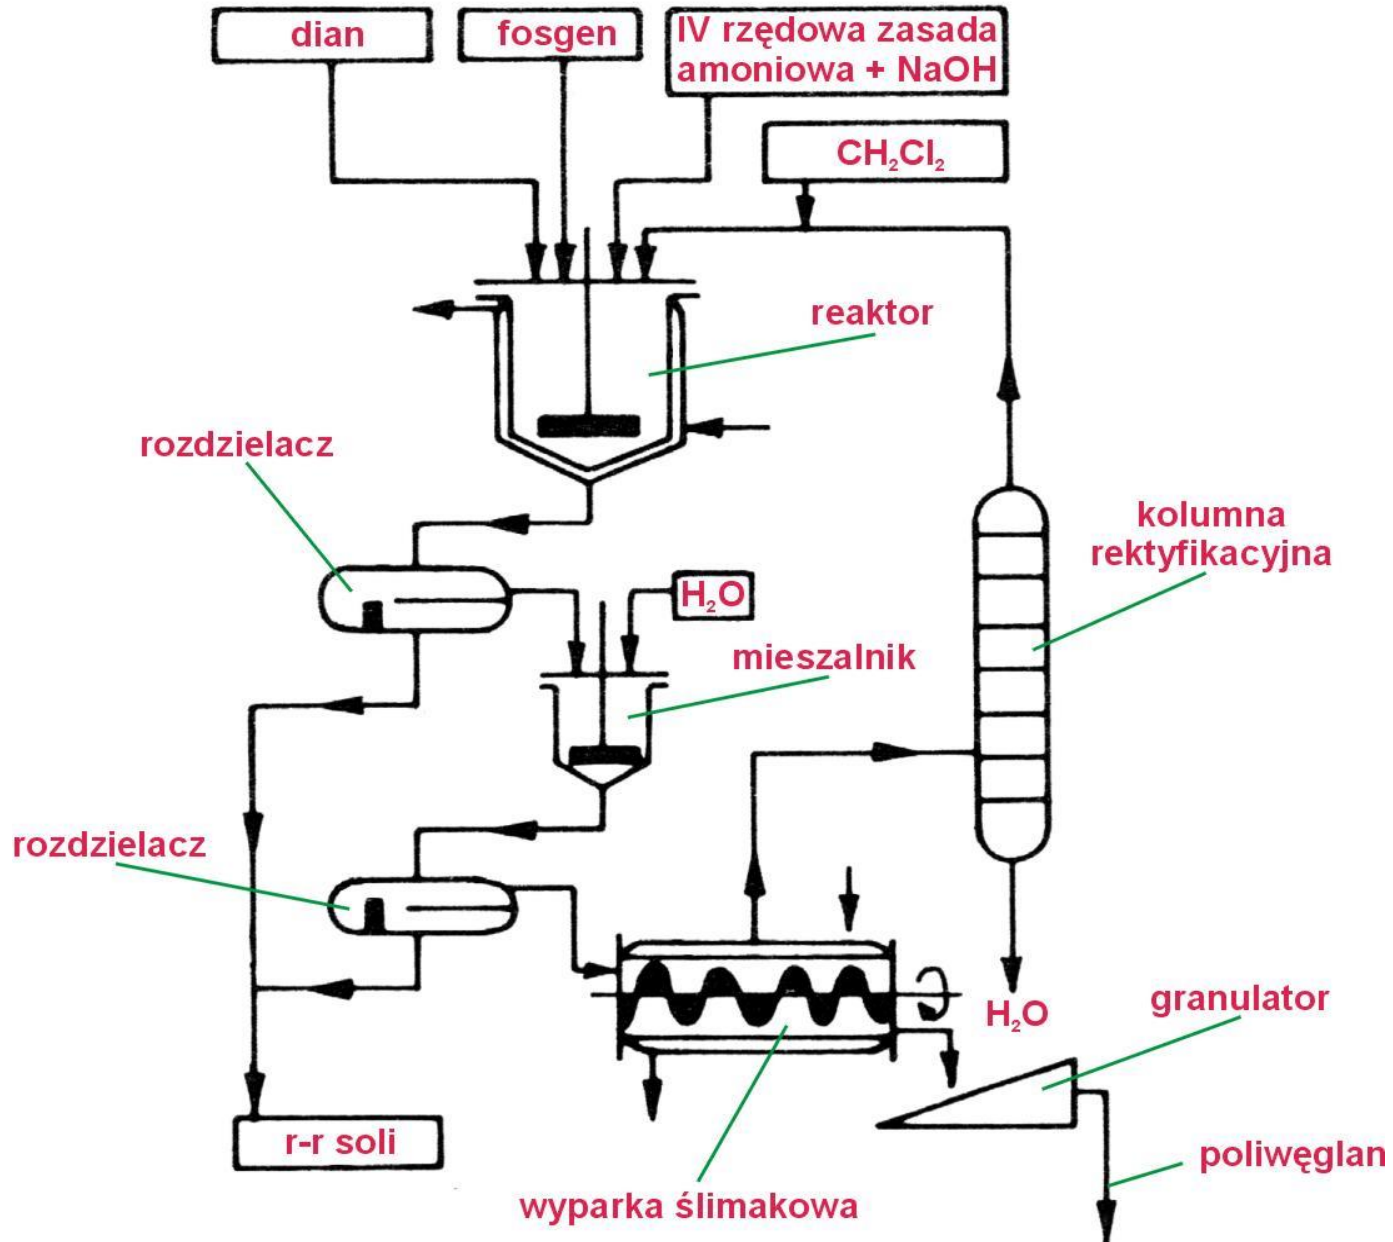 dian
fosgen
IV rzędowa zasada
amoniowa + NaOH
CH₂Cl₂
reaktor
rozdzielacz
kolumna
rektyfikacyjna
H₂O
mieszalnik
rozdzielacz
H₂O
granulator
r-r soli
poliwęglan
wyparka ślimakowa